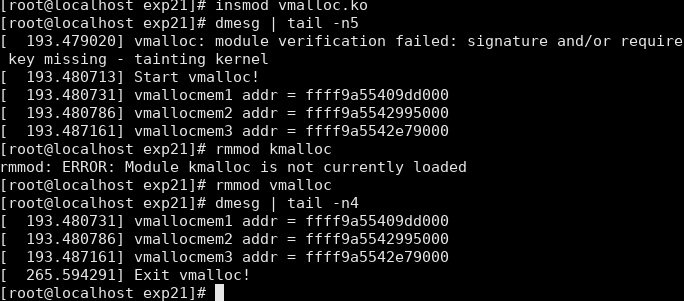 [root@localhost exp21]# insmod vmalloc.ko
[root@localhost exp21]# dmesg | tail -n5
[  193.479020] vmalloc: module verification failed: signature and/or require
 key missing - tainting kernel
[  193.480713] Start vmalloc!
[  193.480731] vmallocmem1 addr = ffff9a55409dd000
[  193.480786] vmallocmem2 addr = ffff9a5542995000
[  193.487161] vmallocmem3 addr = ffff9a5542e79000
[root@localhost exp21]# rmmod kmalloc
rmmod: ERROR: Module kmalloc is not currently loaded
[root@localhost exp21]# rmmod vmalloc
[root@localhost exp21]# dmesg | tail -n4
[  193.480731] vmallocmem1 addr = ffff9a55409dd000
[  193.480786] vmallocmem2 addr = ffff9a5542995000
[  193.487161] vmallocmem3 addr = ffff9a5542e79000
[  265.594291] Exit vmalloc!
[root@localhost exp21]#